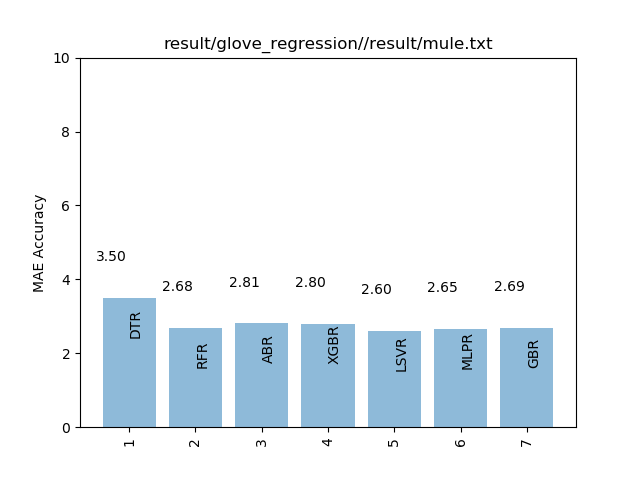 result/glove_regression//result/mule.txt
MAE Accuracy
10
8
6
4
2
0
3.50
2.68
2.81
2.80
2.60
2.65
2.69
DTR
RFR
ABR
XGBR
LSVR
MLPR
GBR
1
2
3
4
5
6
7